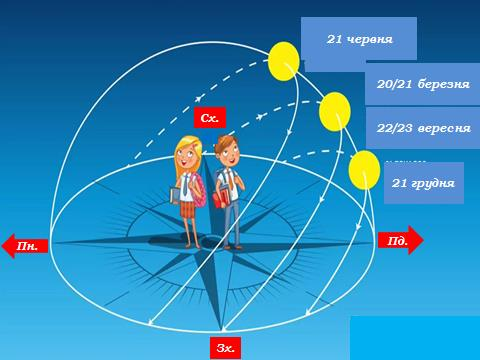 21 червня
20/21 березня
22/23 вересня
21 грудня
Сх.
Пн.
Пд.
Зх.